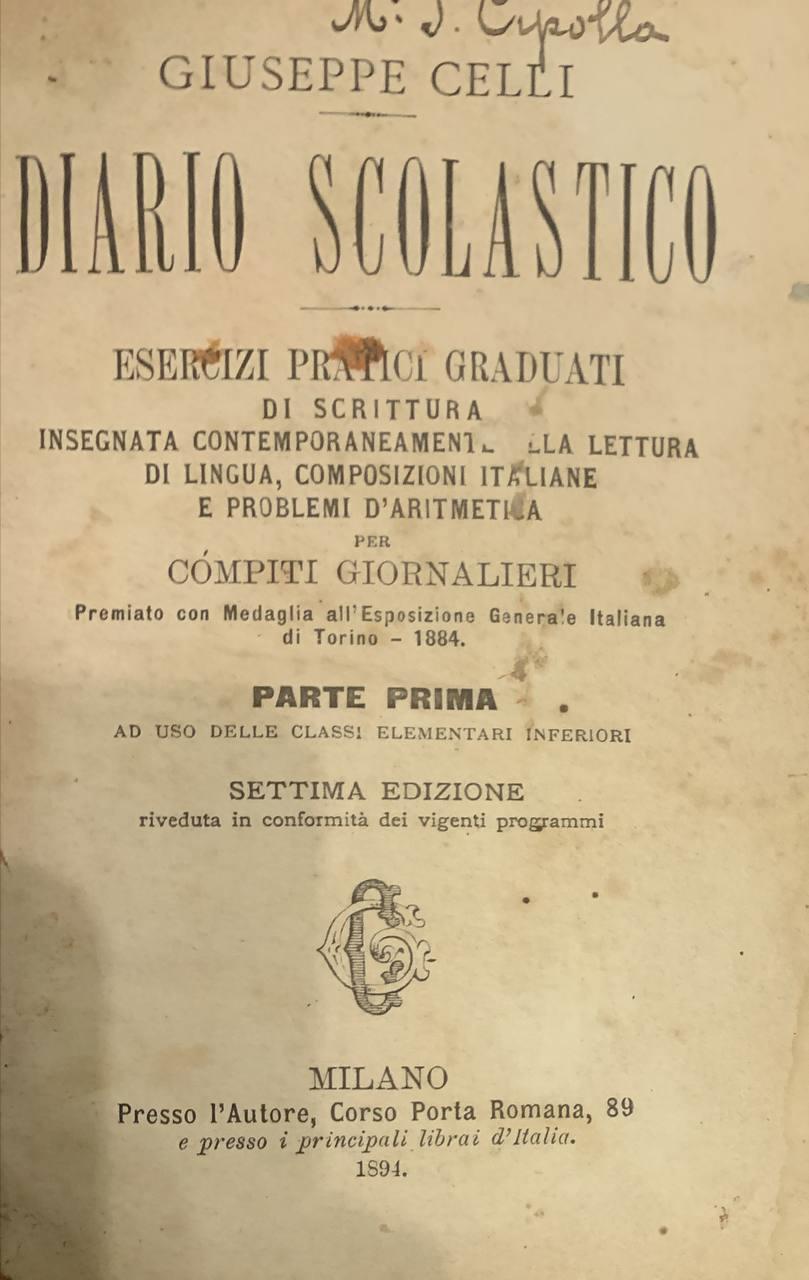 M: J. Cipolla
GIUSEPPE CELLI
DIARIO SCOLASTICO
ESERCIZI PRATICI GRADUATI
DI SCRITTURA
INSEGNATA CONTEMPORANEAMENTE ALLA LETTURA
DI LINGUA, COMPOSIZIONI ITALIANE
E PROBLEMI D'ARITMETICA
PER
CÓMPITI GIORNALIERI
Premiato con Medaglia all'Esposizione Generale Italiana
di Torino – 1884.
PARTE PRIMA
AD USO DELLE CLASSI ELEMENTARI INFERIORI
SETTIMA EDIZIONE
riveduta in conformità dei vigenti programmi
MILANO
Presso l'Autore, Corso Porta Romana, 89
e presso i principali librai d'Italia.
1894.